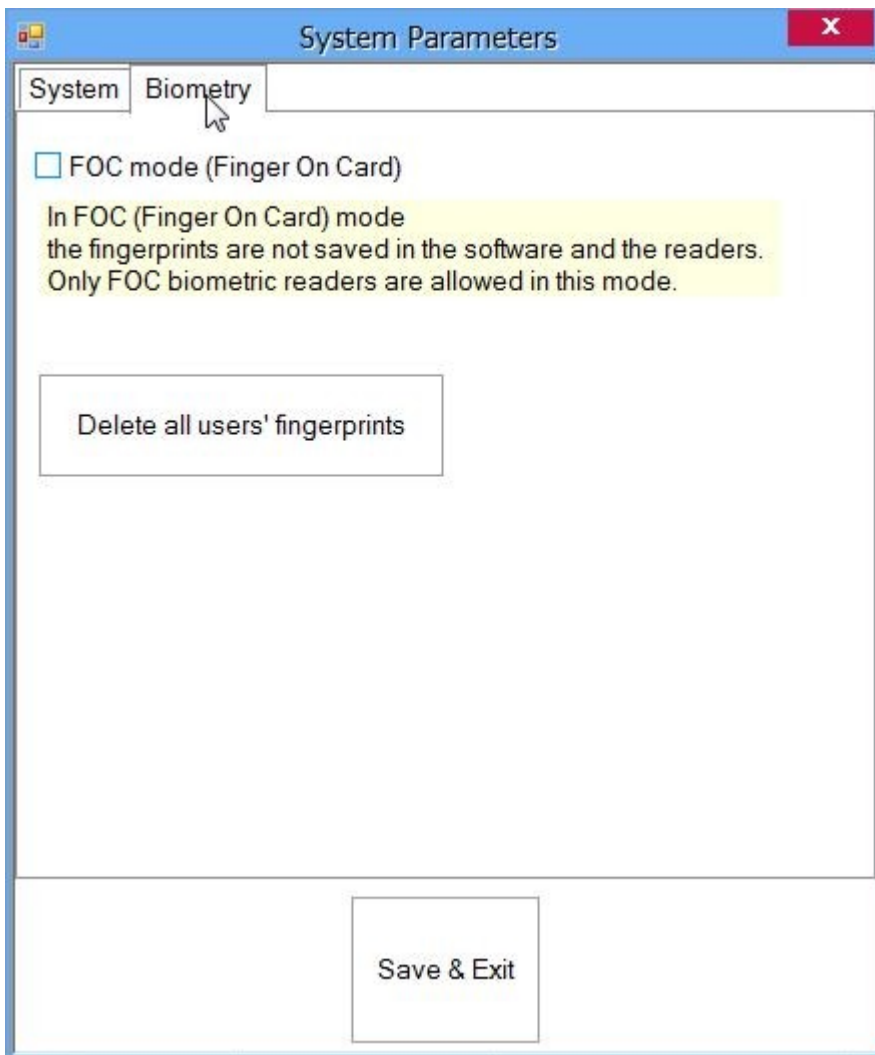 System Parameters
X
System
Biometry
FOC mode (Finger On Card)
In FOC (Finger On Card) mode
the fingerprints are not saved in the software and the readers.
Only FOC biometric readers are allowed in this mode.
Delete all users' fingerprints
Save & Exit